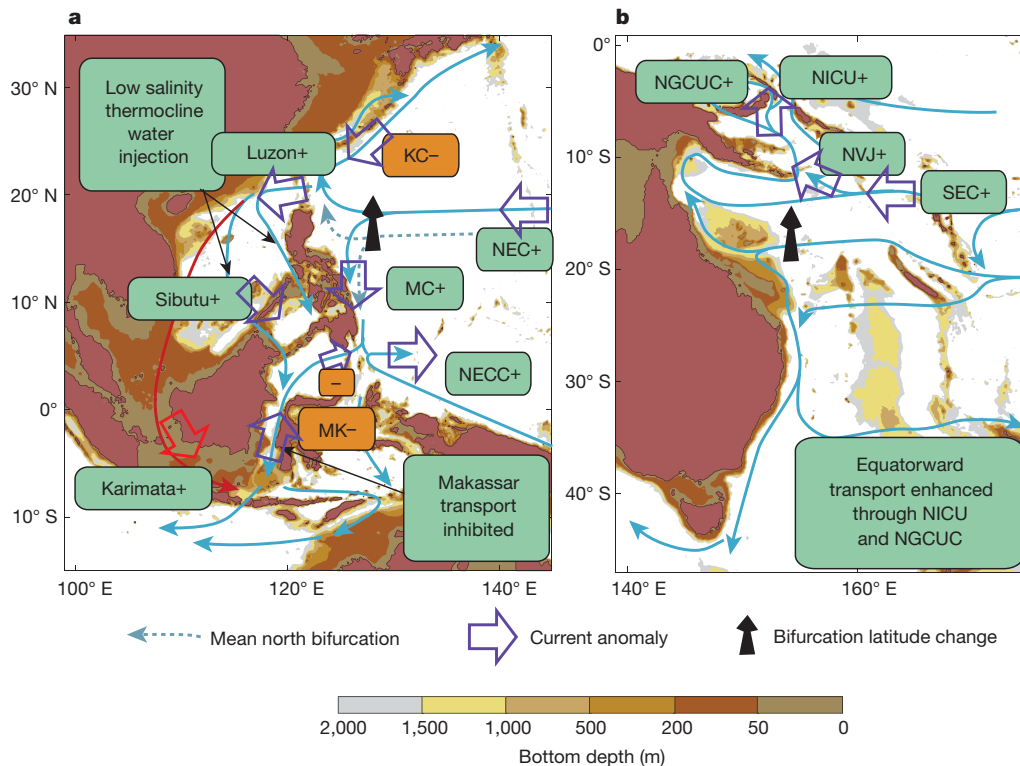 a
b
30° N
20° N
10° N
0°
10° S
100° E
120° E
140° E
Low salinity
thermocline
water
injection
Luzon+
KC–
NEC+
Sibutu+
MC+
NECC+
–
MK–
Karimata+
Makassar
transport
inhibited
0°
10° S
20° S
30° S
40° S
140° E
160° E
NGCUC+
NICU+
NVJ+
SEC+
Equatorward
transport enhanced
through NICU
and NGCUC
Mean north bifurcation
Current anomaly
Bifurcation latitude change
2,000
1,500
1,000
500
200
50
0
Bottom depth (m)